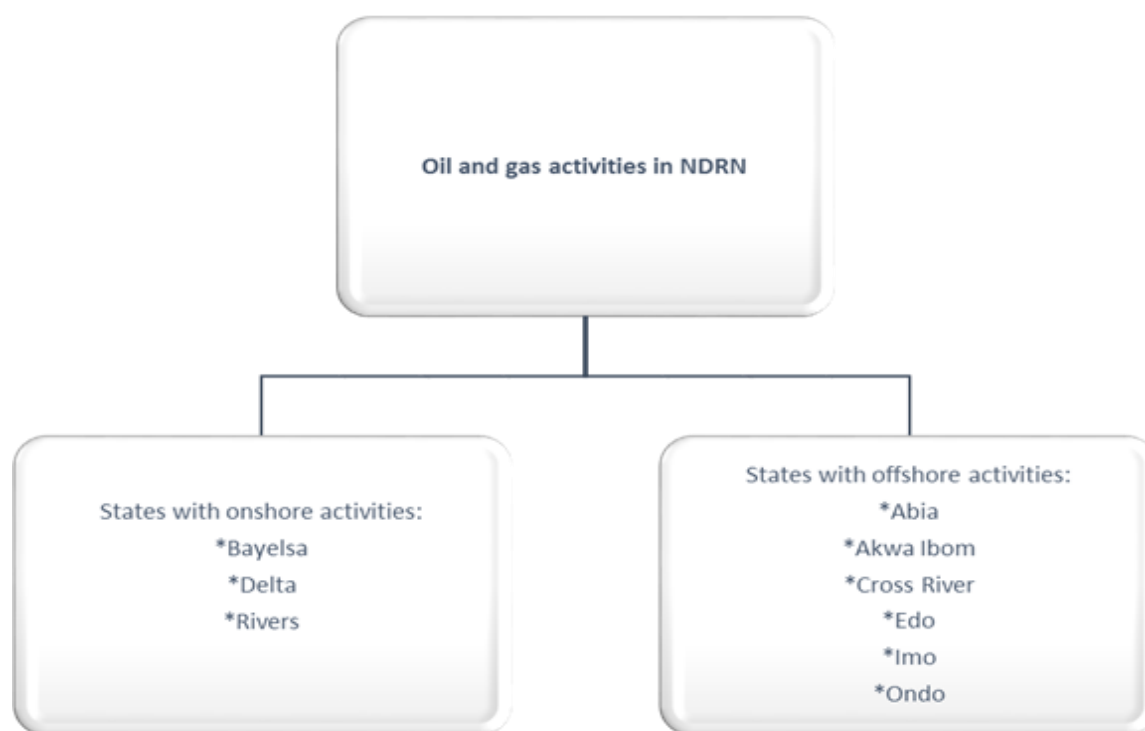 Oil and gas activities in NDRN
States with onshore activities:
*Bayelsa
*Delta
*Rivers
States with offshore activities:
*Abia
*Akwa Ibom
*Cross River
*Edo
*Imo
*Ondo